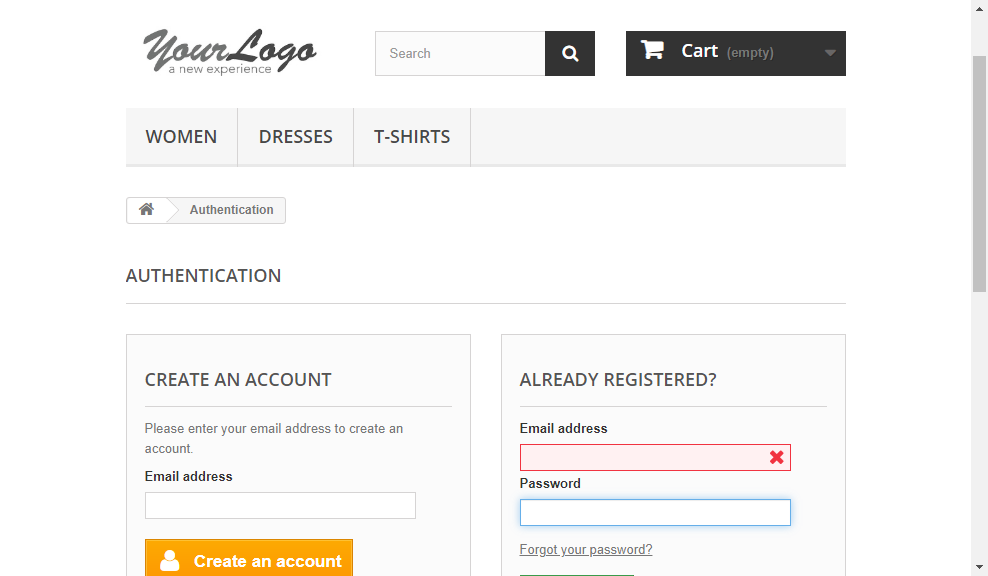 YourLogo
a new experience
Search
Cart (empty)
WOMEN
DRESSES
T-SHIRTS
Authentication
AUTHENTICATION
CREATE AN ACCOUNT
Please enter your email address to create an
account.
Email address
Create an account
ALREADY REGISTERED?
Email address
Password
Forgot your password?